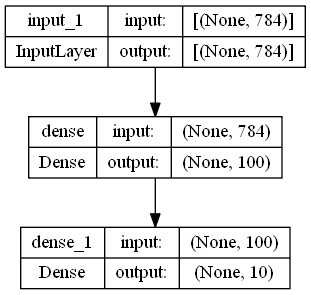 input_1 input: [(None, 784)]
InputLayer output: [(None, 784)]
dense input: (None, 784)
Dense output: (None, 100)
dense_1 input: (None, 100)
Dense output: (None, 10)